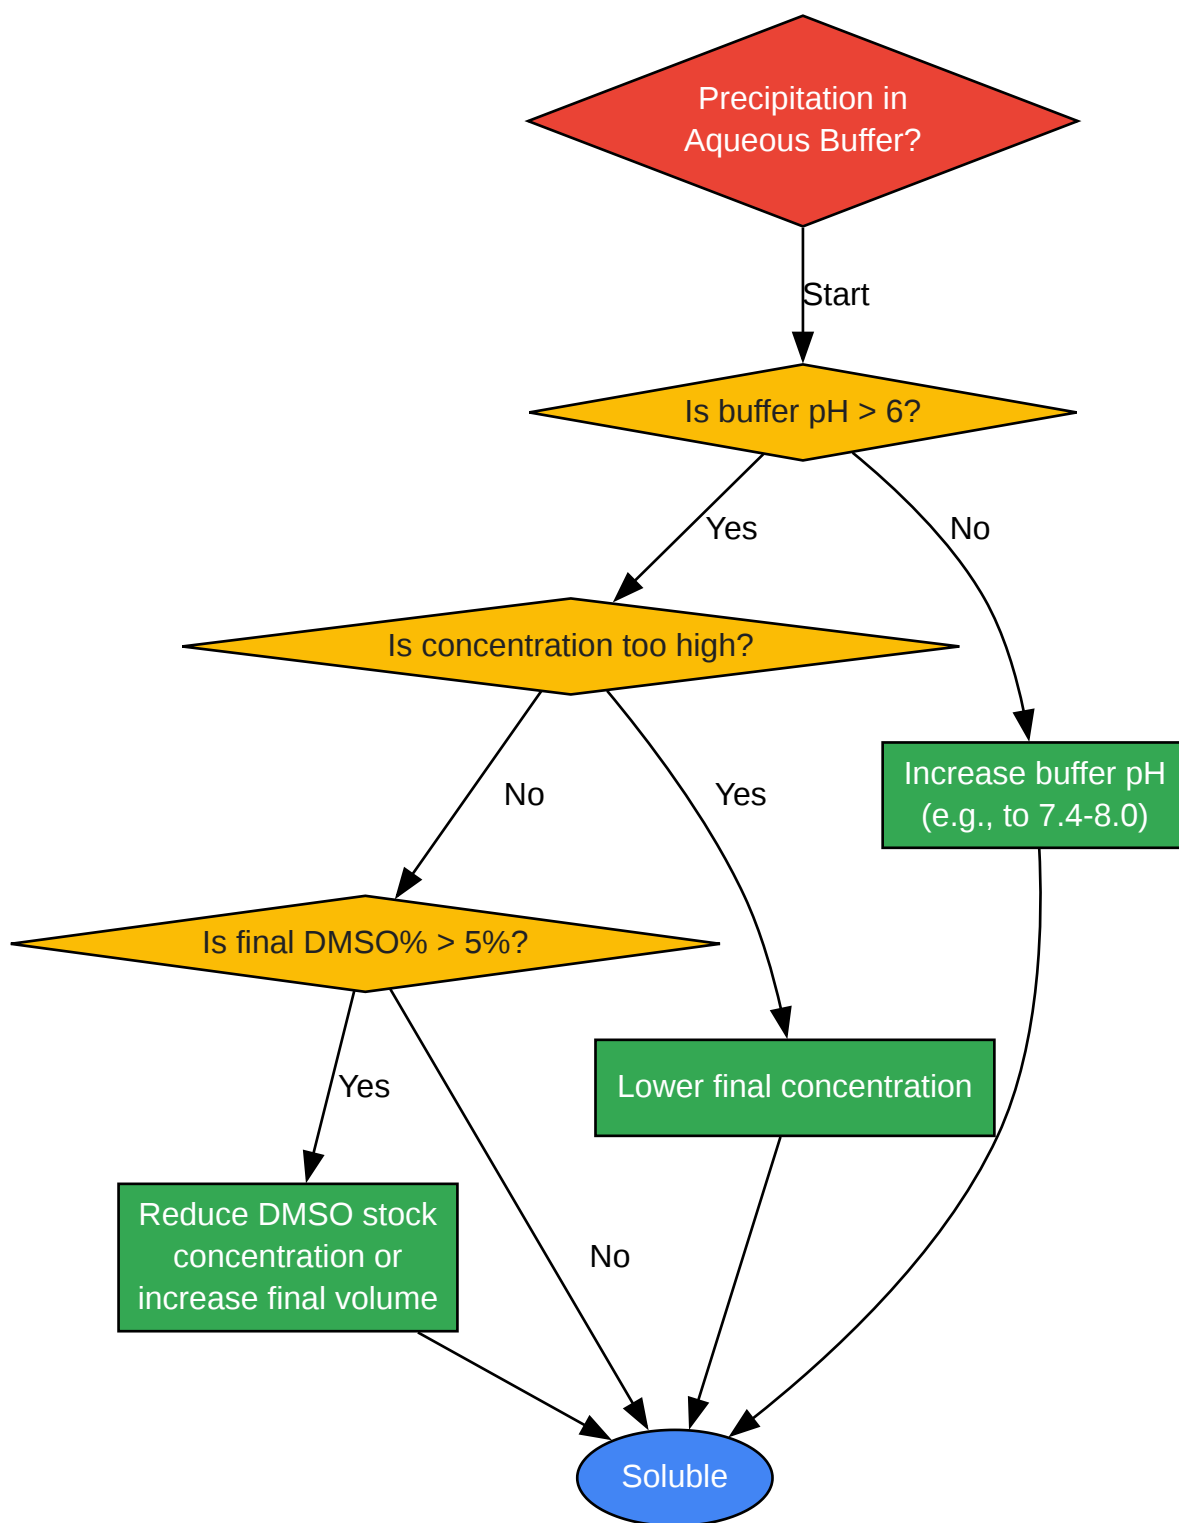 Precipitation in
Aqueous Buffer?
Start
Is buffer pH > 6?
Yes
No
Is concentration too high?
Increase buffer pH
(e.g., to 7.4-8.0)
No
Yes
Is final DMSO% > 5%?
Yes
Lower final concentration
Reduce DMSO stock
concentration or
increase final volume
No
Soluble